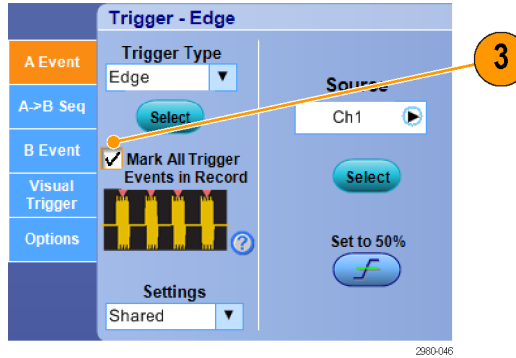 Trigger - Edge
A Event
A->B Seq
B Event
Visual
Trigger
Options
Trigger Type
Edge
Select
Mark All Trigger
Events in Record
?
Settings
Shared
Source
Ch1
Select
Set to 50%
3
2980-046